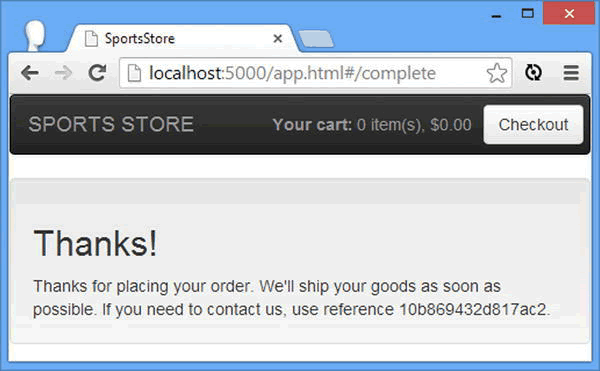 SportsStore
localhost:5000/app.html#/complete
SPORTS STORE Your cart: 0 item(s), $0.00 Checkout
Thanks!
Thanks for placing your order. We'll ship your goods as soon as
possible. If you need to contact us, use reference 10b869432d817ac2.